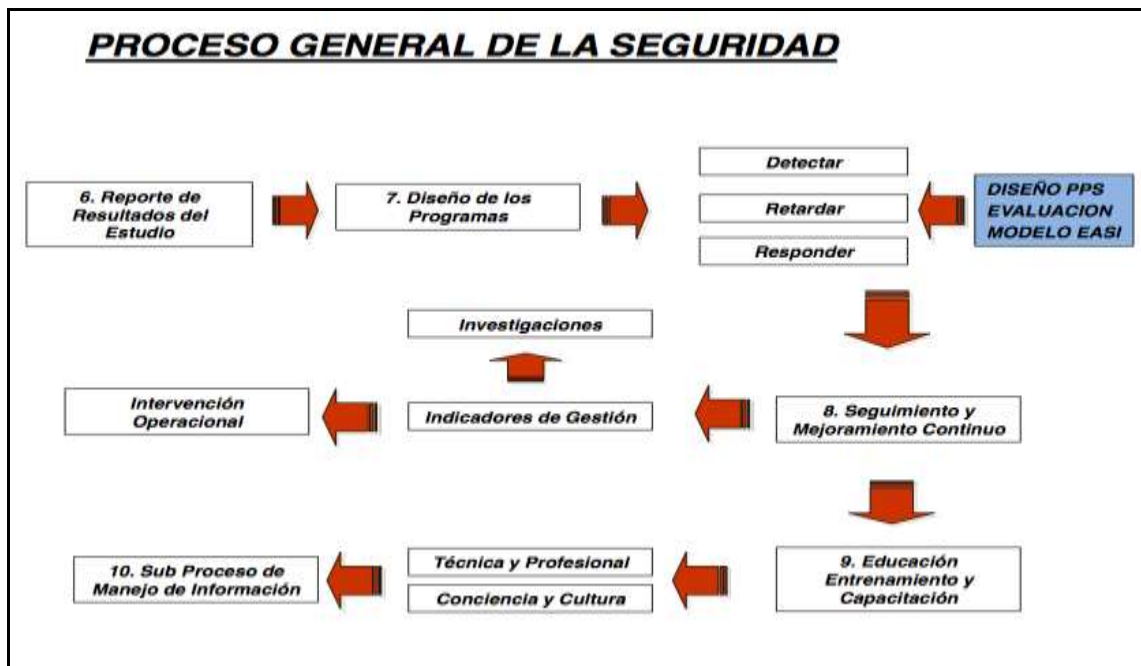 PROCESO GENERAL DE LA SEGURIDAD
6. Reporte de
Resultados del
Estudio
7. Diseño de los
Programas
Detectar
Retardar
Responder
DISEÑO PPS
EVALUACION
MODELO EASI
Investigaciones
Intervención
Operacional
Indicadores de Gestión
8. Seguimiento y
Mejoramiento Continuo
10. Sub Proceso de
Manejo de Información
Técnica y Profesional
Conciencia y Cultura
9. Educación
Entrenamiento y
Capacitación